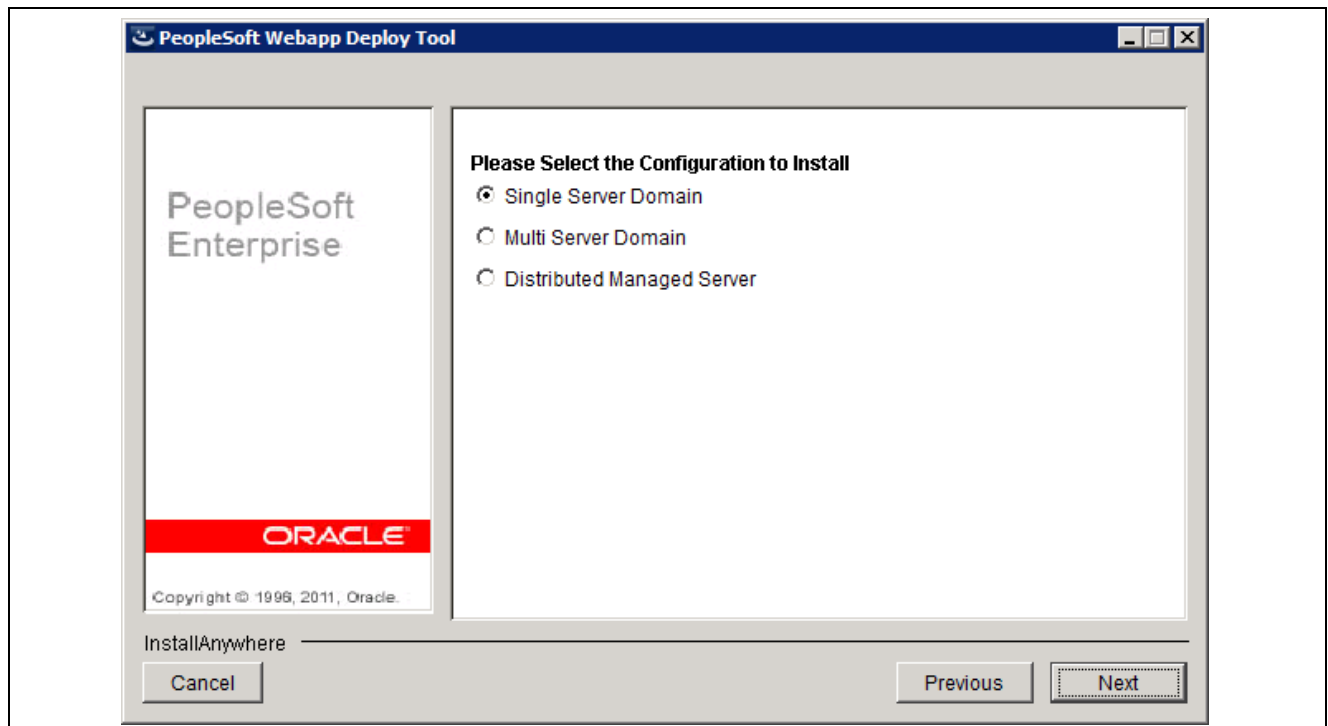 PeopleSoft Webapp Deploy Tool
PeopleSoft
Enterprise
ORACLE
Copyright © 1996, 2011, Oracle.
Please Select the Configuration to Install
Single Server Domain
Multi Server Domain
Distributed Managed Server
InstallAnywhere
Cancel
Previous
Next